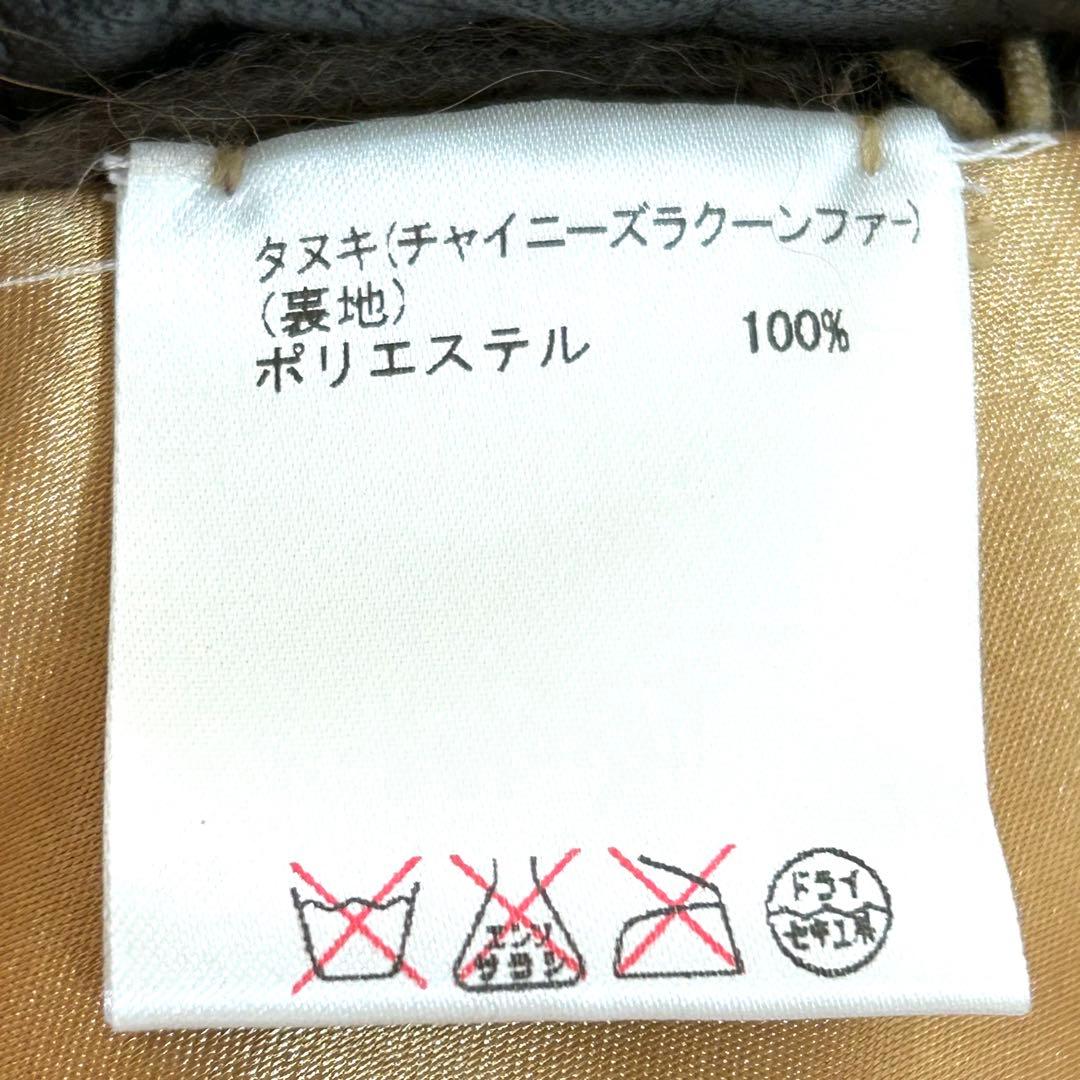 タヌキ(チャイニーズラクーンファー)
(裏地)
ポリエステル 100%
エンソ
サラシ
ドライ
セキユ系